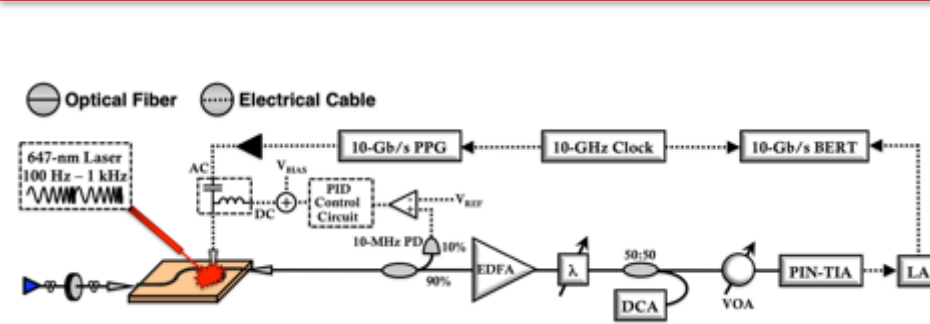 Optical Fiber
Electrical Cable
647-nm Laser
100 Hz – 1 kHz
AC
10-Gb/s PPG
10-GHz Clock
10-Gb/s BERT
VBIAS
DC
PID
Control
Circuit
VREF
10-MHz PD
10%
90%
EDFA
λ
50:50
DCA
VOA
PIN-TIA
LA